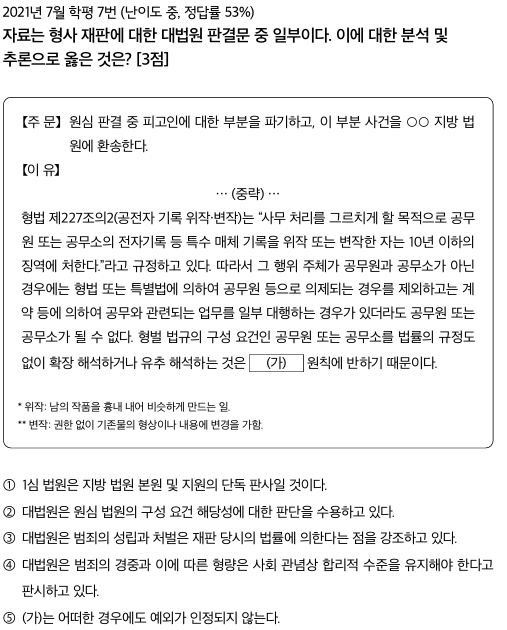 2021년 7월 학평 7번 (난이도 중, 정답률 53%)
자료는 형사 재판에 대한 대법원 판결문 중 일부이다. 이에 대한 분석 및
추론으로 옳은 것은? [3점]
【주 문】 원심 판결 중 피고인에 대한 부분을 파기하고, 이 부분 사건을 ○○ 지방 법
원에 환송한다.
【이 유】
… (중략) …
형법 제227조의2(공전자 기록 위작·변작)는 “사무 처리를 그르치게 할 목적으로 공무
원 또는 공무소의 전자기록 등 특수 매체 기록을 위작 또는 변작한 자는 10년 이하의
징역에 처한다.”라고 규정하고 있다. 따라서 그 행위 주체가 공무원과 공무소가 아닌
경우에는 형법 또는 특별법에 의하여 공무원 등으로 의제되는 경우를 제외하고는 계
약 등에 의하여 공무와 관련되는 업무를 일부 대행하는 경우가 있더라도 공무원 또는
공무소가 될 수 없다. 형벌 법규의 구성 요건인 공무원 또는 공무소를 법률의 규정도
없이 확장 해석하거나 유추 해석하는 것은 (가) 원칙에 반하기 때문이다.
* 위작: 남의 작품을 흉내 내어 비슷하게 만드는 일.
** 변작: 권한 없이 기존물의 형상이나 내용에 변경을 가함.
① 1심 법원은 지방 법원 본원 및 지원의 단독 판사일 것이다.
② 대법원은 원심 법원의 구성 요건 해당성에 대한 판단을 수용하고 있다.
③ 대법원은 범죄의 성립과 처벌은 재판 당시의 법률에 의한다는 점을 강조하고 있다.
④ 대법원은 범죄의 경중과 이에 따른 형량은 사회 관념상 합리적 수준을 유지해야 한다고
판시하고 있다.
⑤ (가)는 어떠한 경우에도 예외가 인정되지 않는다.